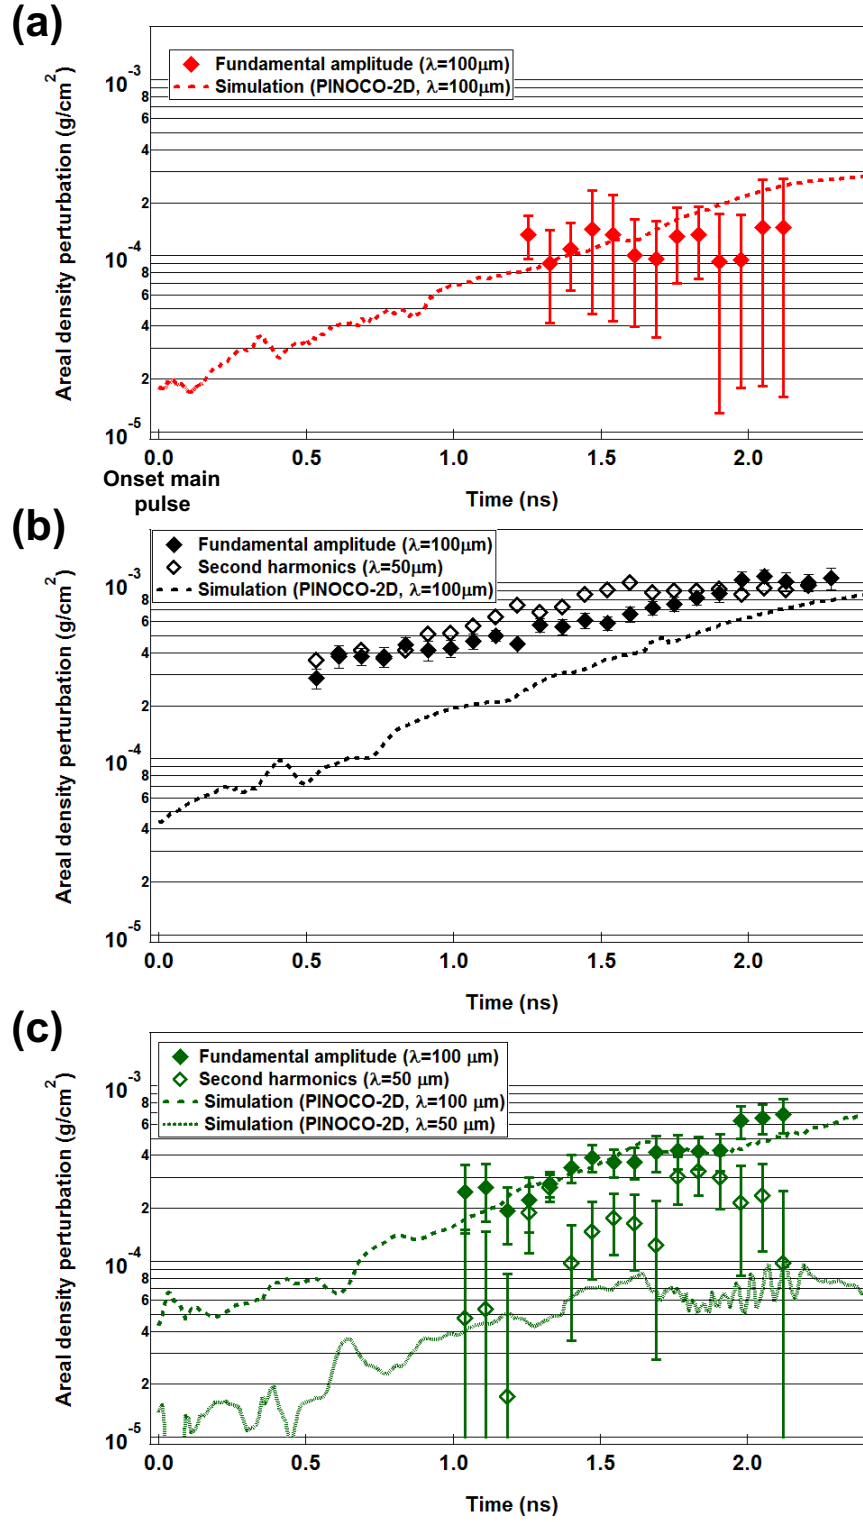 (a)
Fundamental amplitude (λ=100μm)
Simulation (PINOCO-2D, λ=100μm)
Areal density perturbation (g/cm²)
10⁻³
8
6
4
2
10⁻⁴
8
6
4
2
10⁻⁵
0.0
0.5
1.0
1.5
2.0
Onset main
pulse
Time (ns)
(b)
Fundamental amplitude (λ=100μm)
Second harmonics (λ=50μm)
Simulation (PINOCO-2D, λ=100μm)
Areal density perturbation (g/cm²)
10⁻³
8
6
4
2
10⁻⁴
8
6
4
2
10⁻⁵
0.0
0.5
1.0
1.5
2.0
Time (ns)
(c)
Fundamental amplitude (λ=100 μm)
Second harmonics (λ=50 μm)
Simulation (PINOCO-2D, λ=100 μm)
Simulation (PINOCO-2D, λ=50 μm)
Areal density perturbation (g/cm²)
10⁻³
8
6
4
2
10⁻⁴
8
6
4
2
10⁻⁵
0.0
0.5
1.0
1.5
2.0
Time (ns)